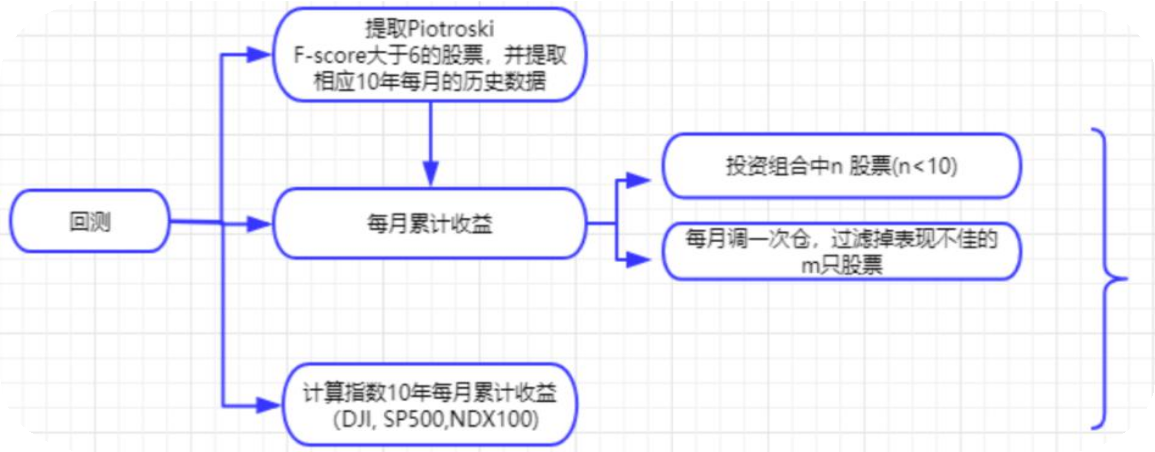 提取Piotroski
F-score大于6的股票，并提取
相应10年每月的历史数据
投资组合中n 股票(n<10)
回测
每月累计收益
每月调一次仓，过滤掉表现不佳的
m只股票
计算指数10年每月累计收益
（DJI, SP500,NDX100)